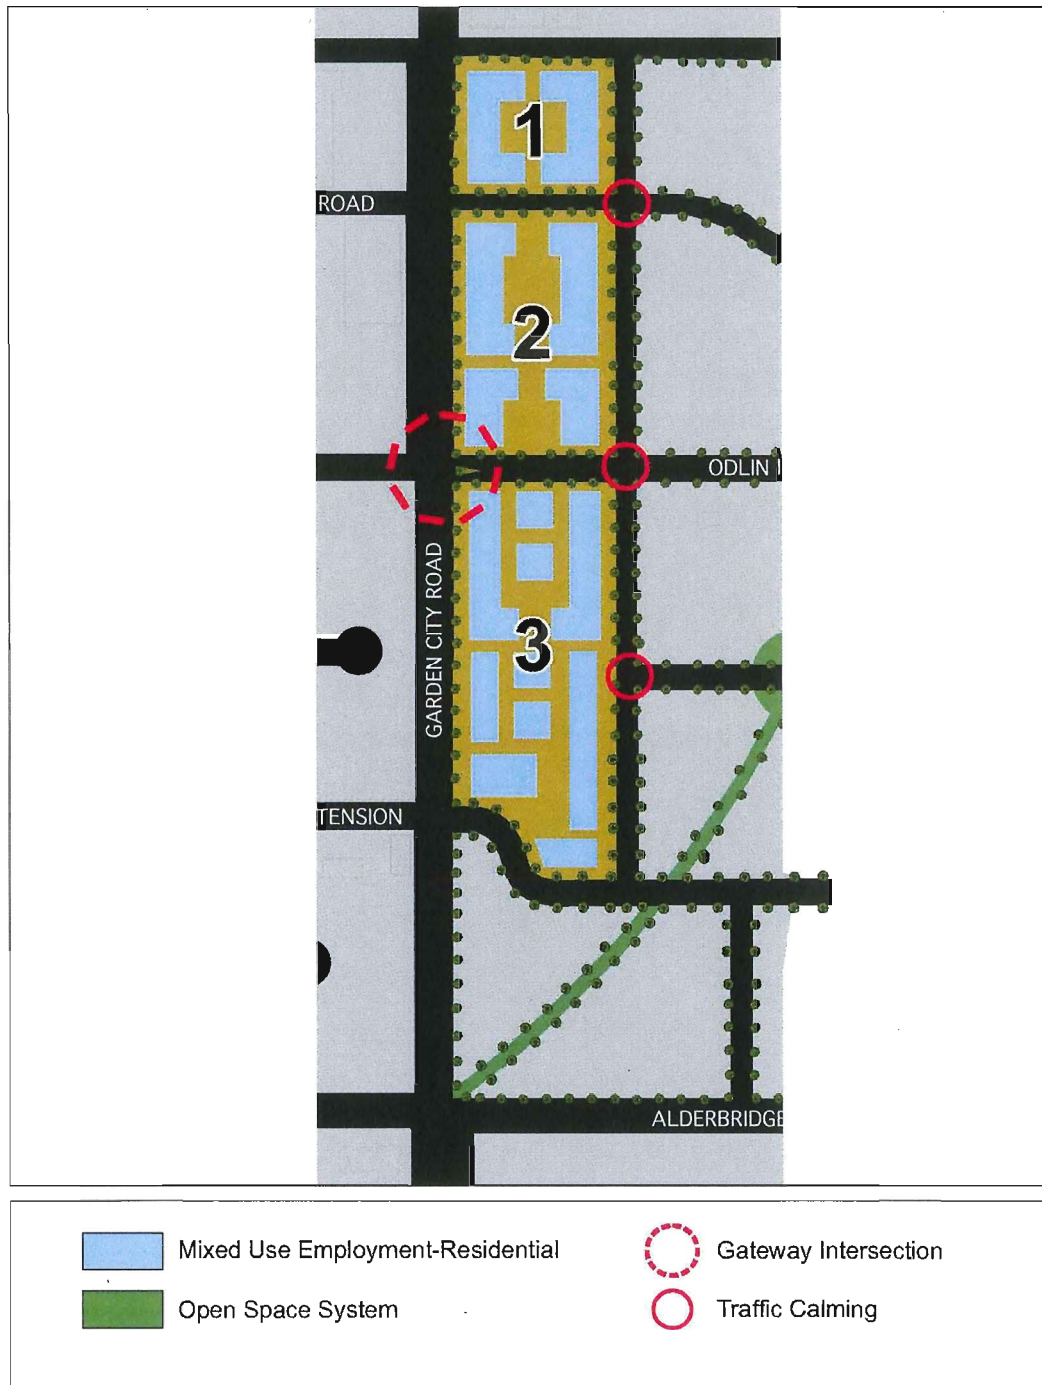 1
ROAD
2
ODLIN
GARDEN CITY ROAD
3
TENSION
ALDERBRIDGE
Mixed Use Employment-Residential
Gateway Intersection
Open Space System
Traffic Calming